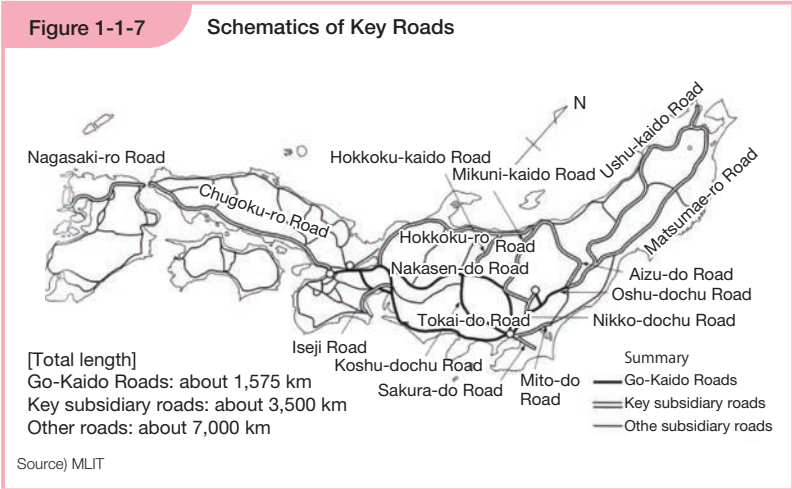 Figure 1-1-7
Schematics of Key Roads
N
Nagasaki-ro Road
Chugoku-ro Road
Hokkoku-kaido Road
Mikuni-kaido Road
Ushu-kaido Road
Matsumae-ro Road
Hokkoku-ro
Road
Nakasen-do Road
Aizu-do Road
Oshu-dochu Road
Tokai-do Road
Nikko-dochu Road
Iseji Road
Koshu-dochu Road
Sakura-do Road
Mito-do
Road
[Total length]
Go-Kaido Roads: about 1,575 km
Key subsidiary roads: about 3,500 km
Other roads: about 7,000 km
Summary
Go-Kaido Roads
Key subsidiary roads
Othe subsidiary roads
Source) MLIT